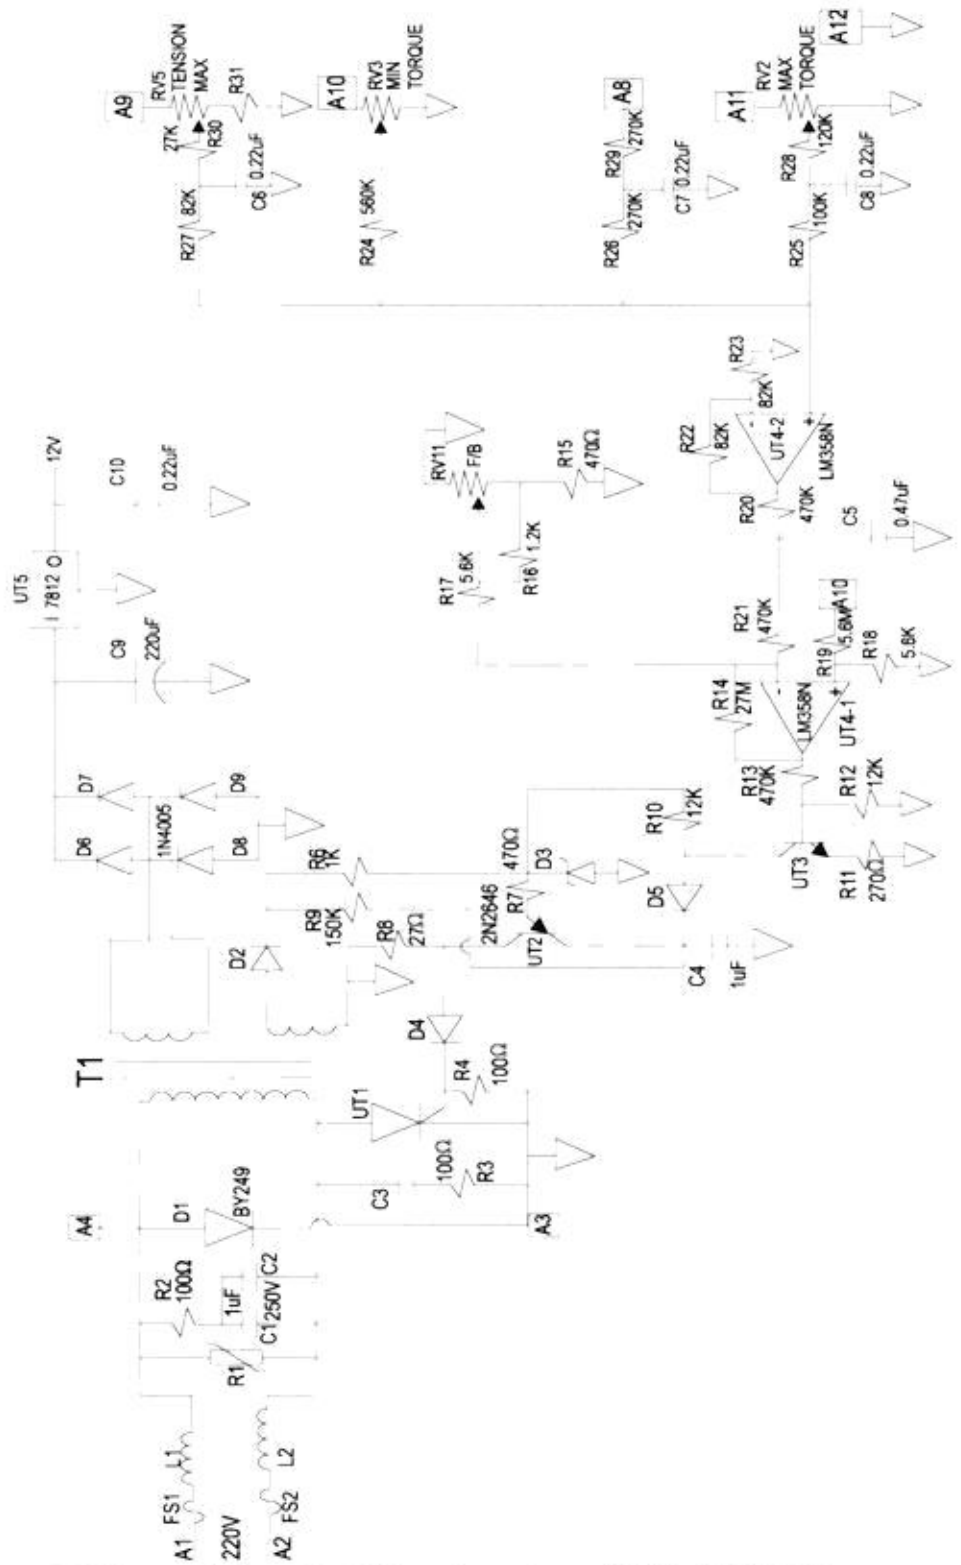 A1
FS1
L1
220V
A2
FS2
L2
R1
R2
100Ω
1uF
C1
250V
C2
A4
D1
BY249
C3
100Ω
R3
A3
T1
UT1
R4
100Ω
D4
D2
R9
150K
R8
27Ω
R6
1K
2N2646
UT2
R7
470Ω
D3
D5
C4
1uF
R10
12K
D6
D7
1N4005
D8
D9
C9
220uF
UT5
I 7812 O
12V
C10
0.22uF
R13
470K
R12
12K
UT3
R11
270Ω
R14
27M
LM358N
UT4-1
-
+
R21
470K
R19
5.6M
A10
R18
5.6K
R17
5.6K
R16
1.2K
RV11
F/B
R15
470Ω
R20
470K
C5
0.47uF
R22
82K
UT4-2
LM358N
-
+
R23
82K
R27
82K
C6
0.22uF
R30
27K
A9
RV5
TENSION
MAX
R31
R24
560K
A10
RV3
MIN
TORQUE
R26
270K
C7
0.22uF
R29
270K
A8
R25
100K
C8
0.22uF
R28
120K
A11
RV2
MAX
TORQUE
A12